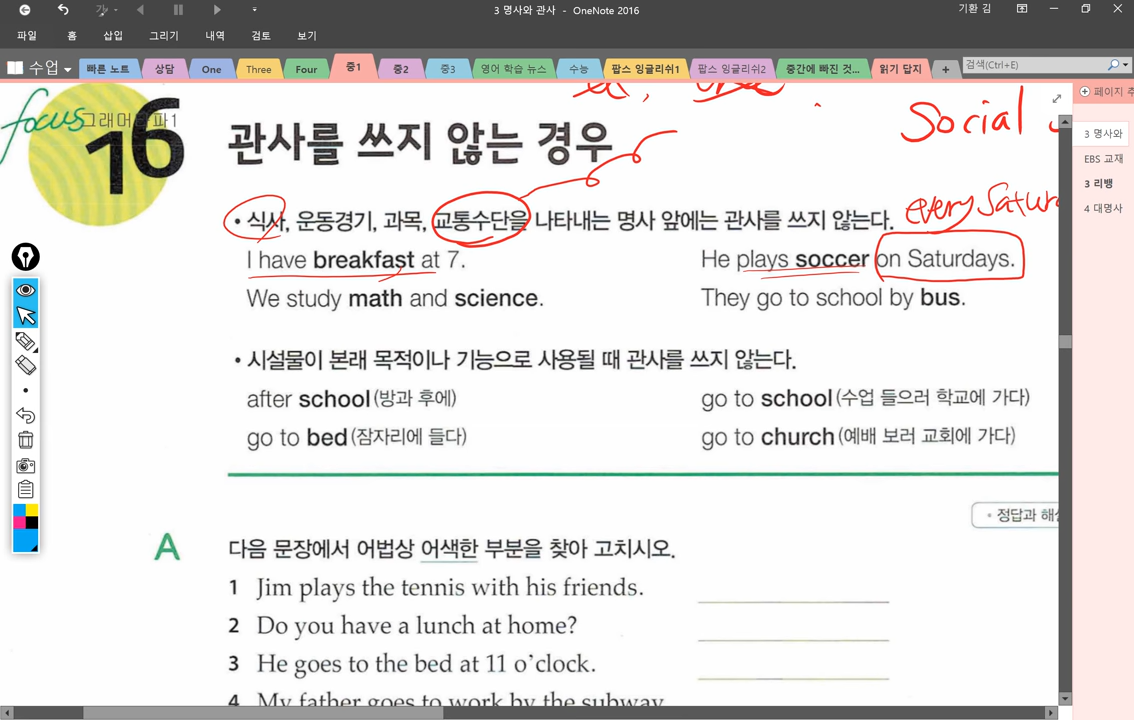 3 명사와 관사 - OneNote 2016
기환 김
파일 홈 삽입 그리기 내역 검토 보기
수업 빠른 노트 상담 One Three Four 중1 중2 중3 영어 학습 뉴스 수능 팝스 잉글리쉬1 팝스 잉글리쉬2 중간에 빠진 것... 읽기 답지 + 검색(Ctrl+E)
페이지 추
3 명사와
EBS 교재
3 리뱅
4 대명사
focus
16
관사를 쓰지 않는 경우
Social
• 식사, 운동경기, 과목, 교통수단을 나타내는 명사 앞에는 관사를 쓰지 않는다.
every Satur
I have breakfast at 7.
He plays soccer on Saturdays.
We study math and science.
They go to school by bus.
• 시설물이 본래 목적이나 기능으로 사용될 때 관사를 쓰지 않는다.
after school(방과 후에)
go to school(수업 들으러 학교에 가다)
go to bed(잠자리에 들다)
go to church(예배 보러 교회에 가다)
• 정답과 해설
A 다음 문장에서 어법상 어색한 부분을 찾아 고치시오.
1 Jim plays the tennis with his friends.
2 Do you have a lunch at home?
3 He goes to the bed at 11 o'clock.
4 My father goes to work by the subway.